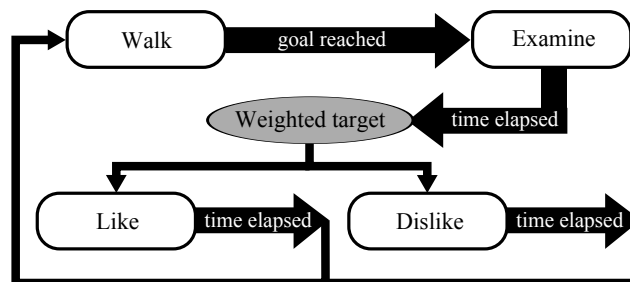 Walk
goal reached
Examine
Weighted target
time elapsed
Like
time elapsed
Dislike
time elapsed